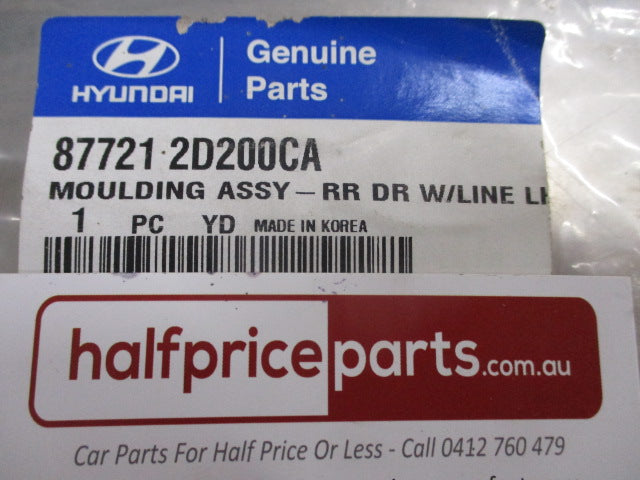 HYUNDAI
Genuine
Parts
87721 2D200CA
MOULDING ASSY-RR DR W/LINE
1 PC YD MADE IN KOREA
halfpriceparts.com.au
Car Parts For Half Price Or Less - Call 0412 760 479